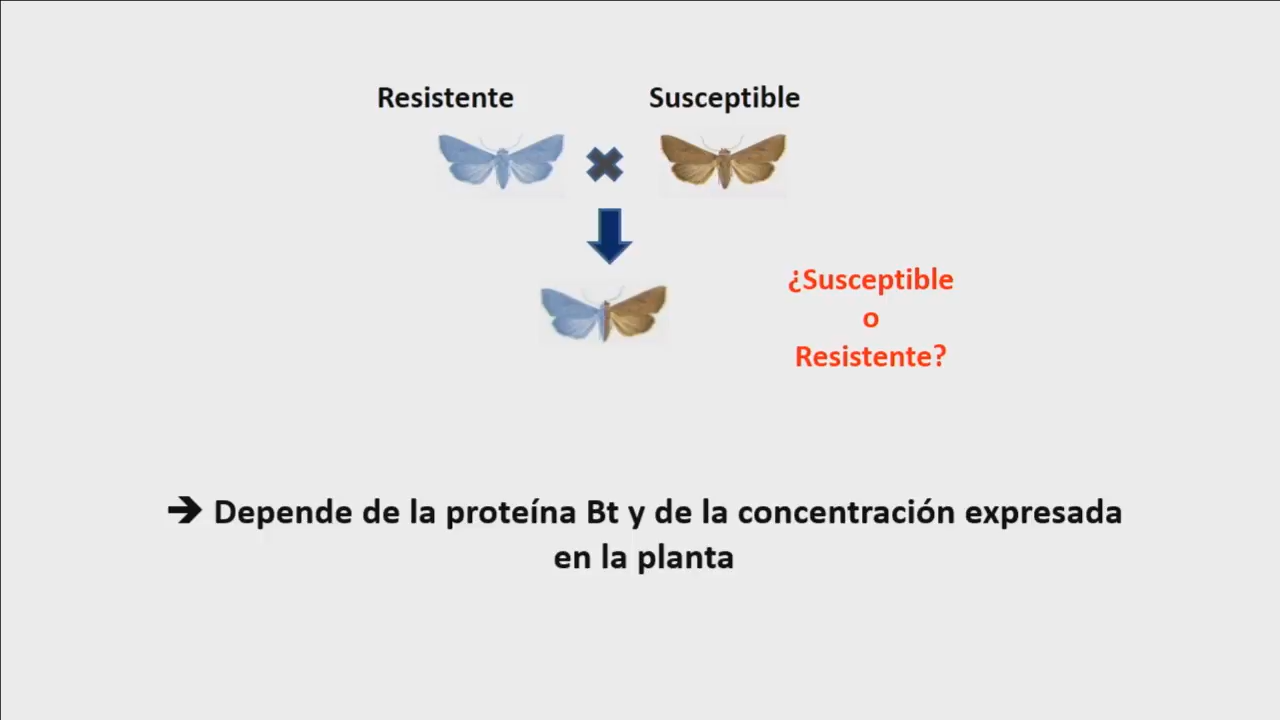 Resistente
Susceptible
¿Susceptible
o
Resistente?
➔ Depende de la proteína Bt y de la concentración expresada
en la planta